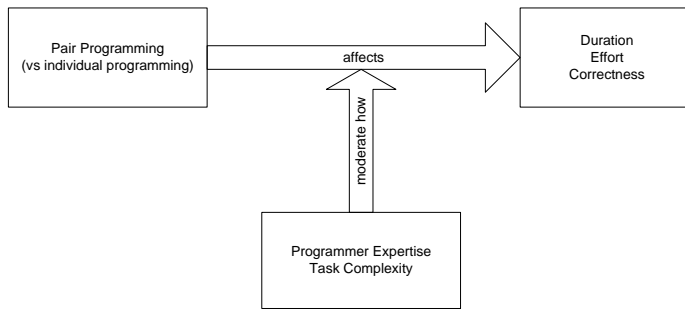 Pair Programming
(vs individual programming)
affects
Duration
Effort
Correctness
moderate how
Programmer Expertise
Task Complexity